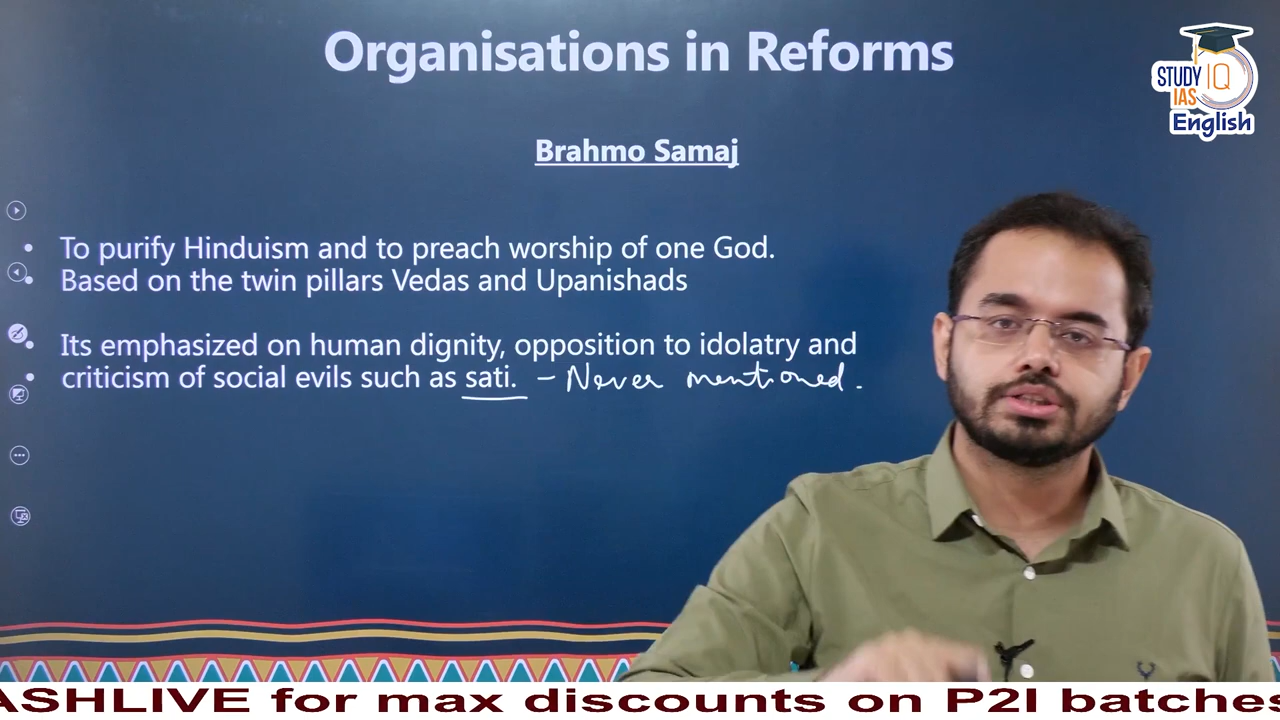 Organisations in Reforms
STUDY IQ
IAS
English
Brahmo Samaj
• To purify Hinduism and to preach worship of one God.
• Based on the twin pillars Vedas and Upanishads
• Its emphasized on human dignity, opposition to idolatry and
• criticism of social evils such as sati. – Never mentioned.
ASHLIVE for max discounts on P2I batches